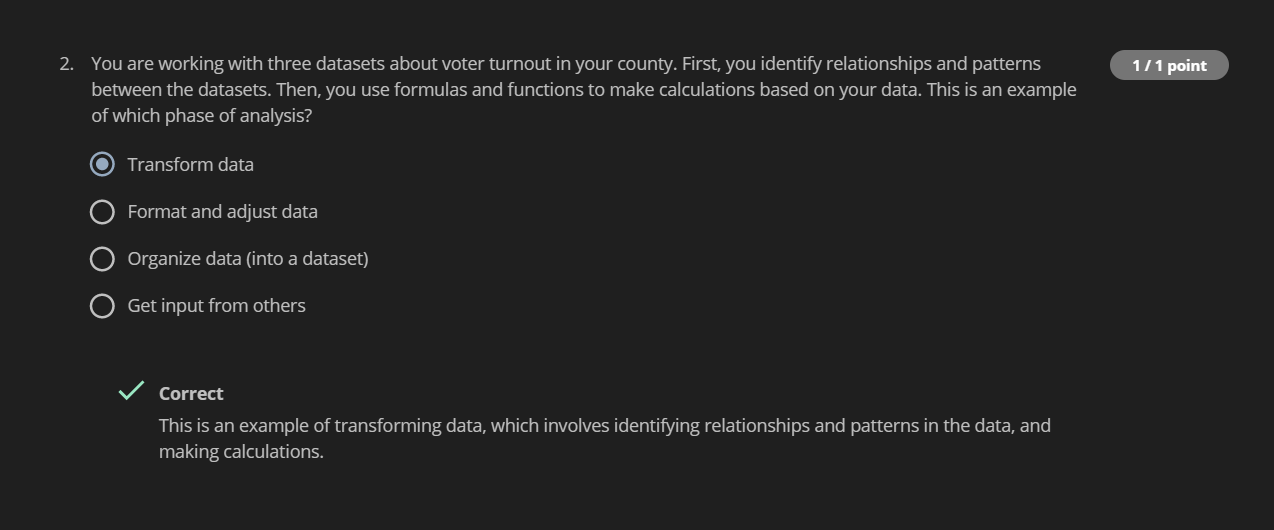 2. You are working with three datasets about voter turnout in your county. First, you identify relationships and patterns
1 / 1 point
between the datasets. Then, you use formulas and functions to make calculations based on your data. This is an example
of which phase of analysis?
Transform data
Format and adjust data
Organize data (into a dataset)
Get input from others
Correct
This is an example of transforming data, which involves identifying relationships and patterns in the data, and
making calculations.